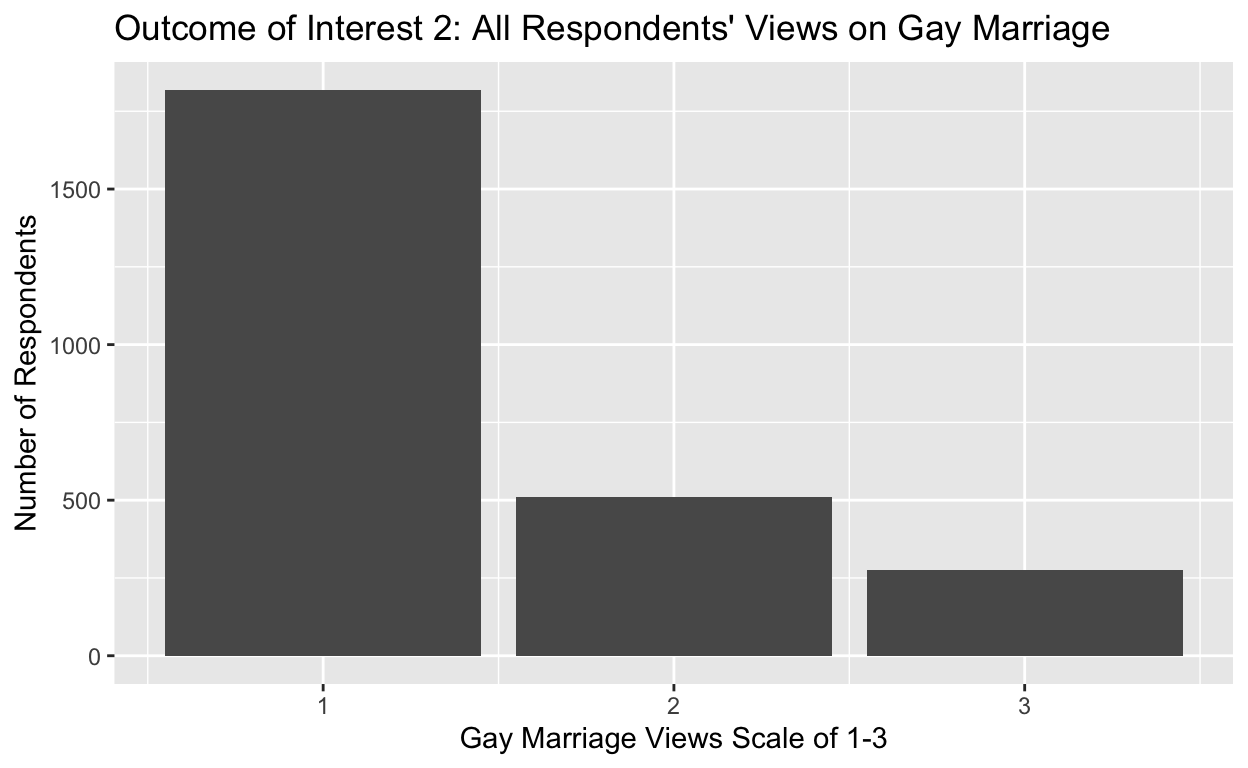 Outcome of Interest 2: All Respondents' Views on Gay Marriage
Number of Respondents
1500
1000
500
0
1 2 3
Gay Marriage Views Scale of 1-3